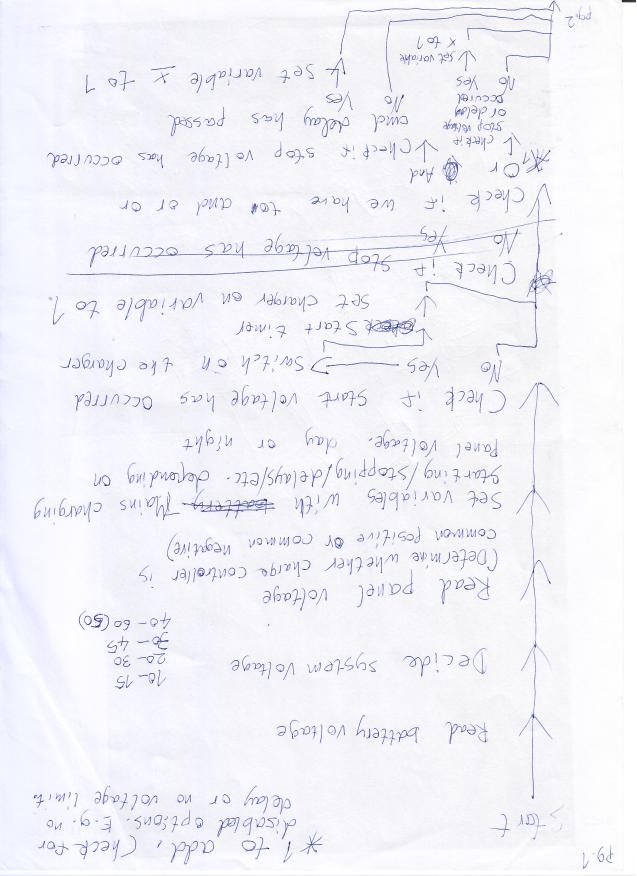 pg.1
*1 to add, Check for
disabled options. E.g. no
delay or no voltage limit.
Start
Read battery voltage
Decide system voltage
10-15
20-30
30-45
40-60 (50)
Read panel voltage
(Determine whether charge controller is
common positive or common negative)
Set variables with battery Mains charging
starting/stopping/delays/etc. depending on
panel voltage. day or night
Check if start voltage has occurred
No Yes Switch on the charger
Start timer
Set charger on variable to 1.
Check if stop voltage has occurred
No Yes
Check if we have and or or
*1 Or And
Check if stop voltage has occurred
and delay has passed
No Yes
Set variable X to 1
check if
stop voltage
or delay
occured
No Yes
set variable
X to 1
pg.2